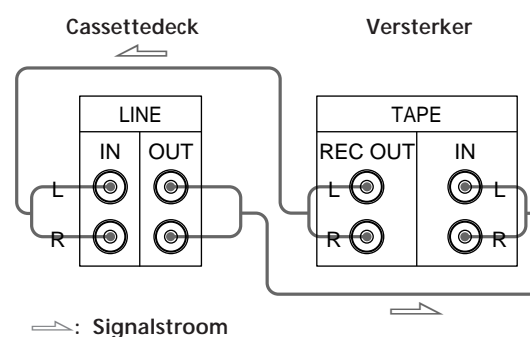 Cassettedeck Versterker
LINE TAPE
IN OUT REC OUT IN
L L L
R R R
: Signalstroom